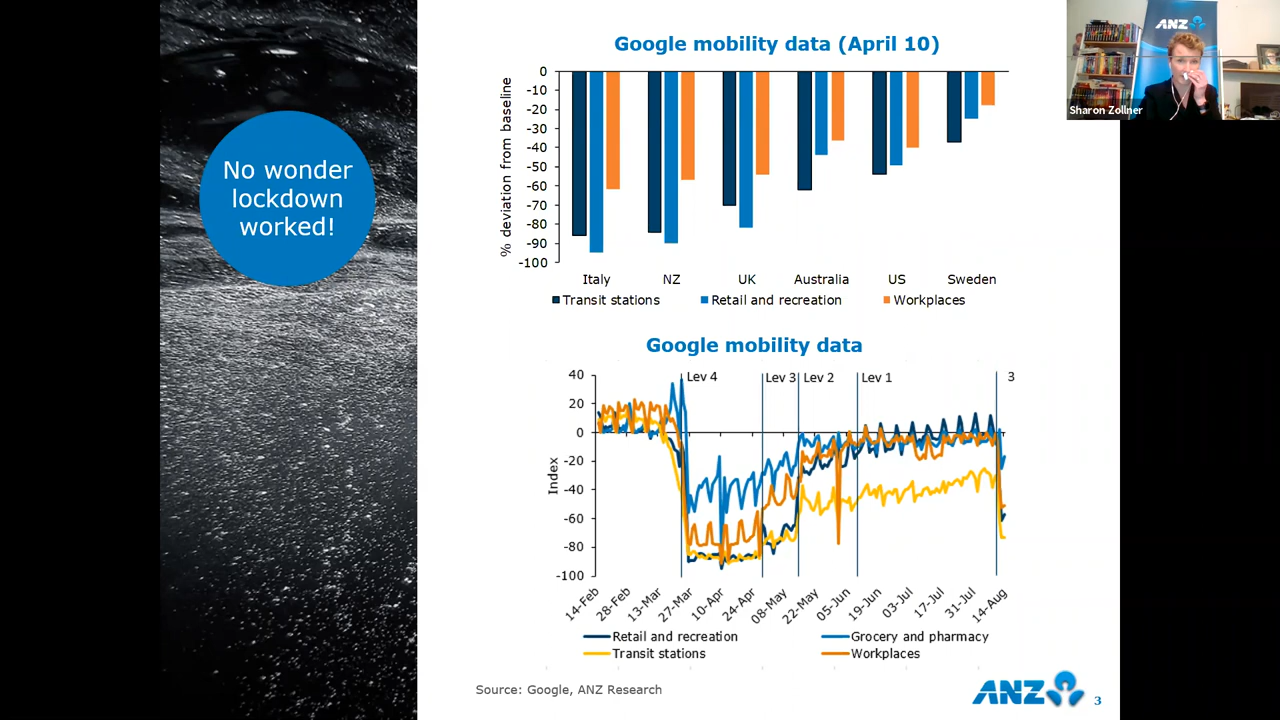 No wonder
lockdown
worked!
Google mobility data (April 10)
% deviation from baseline
0
-10
-20
-30
-40
-50
-60
-70
-80
-90
-100
Italy NZ UK Australia US Sweden
Transit stations Retail and recreation Workplaces
Google mobility data
Index
40
20
0
-20
-40
-60
-80
-100
Lev 4 Lev 3 Lev 2 Lev 1 3
14-Feb 28-Feb 13-Mar 27-Mar 10-Apr 24-Apr 08-May 22-May 05-Jun 19-Jun 03-Jul 17-Jul 31-Jul 14-Aug
Retail and recreation Grocery and pharmacy
Transit stations Workplaces
Source: Google, ANZ Research
ANZ
3
ANZ
Sharon Zollner